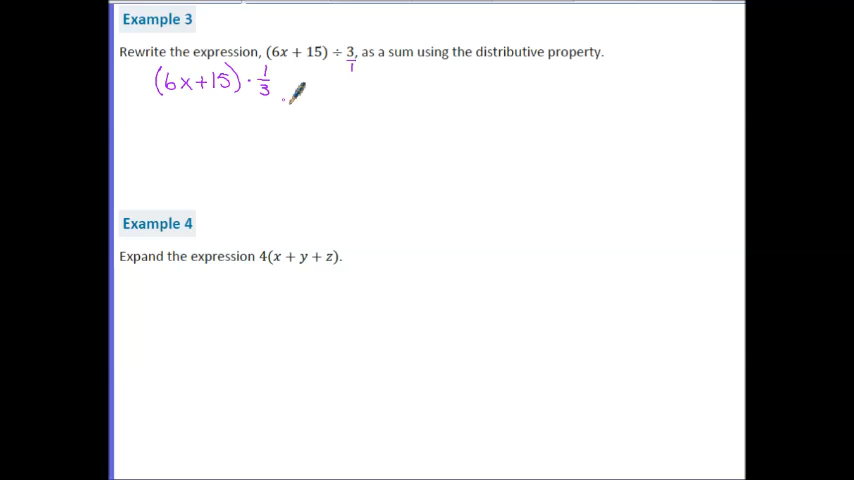 Example 3
Rewrite the expression, (6x + 15) ÷ 3, as a sum using the distributive property.
1
(6x+15) · 1/3
Example 4
Expand the expression 4(x + y + z).